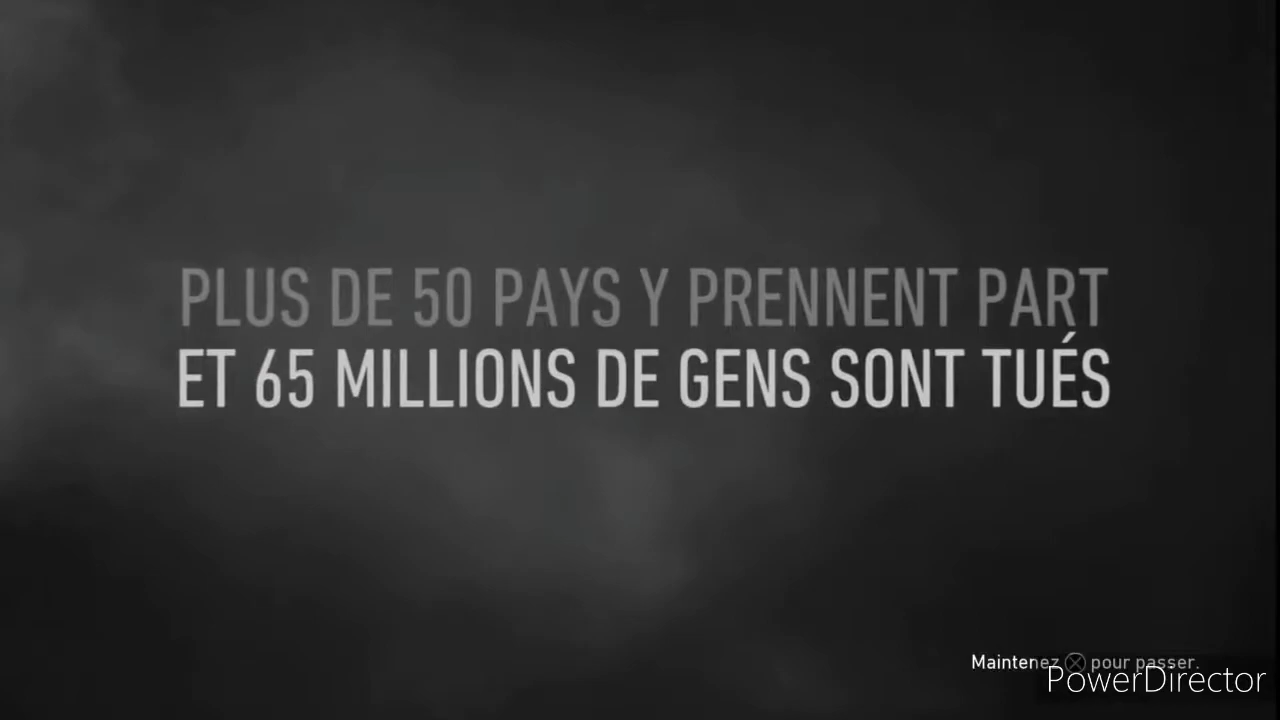 PLUS DE 50 PAYS Y PRENNENT PART
ET 65 MILLIONS DE GENS SONT TUÉS
Maintenez ⓧ pour passer.
PowerDirector